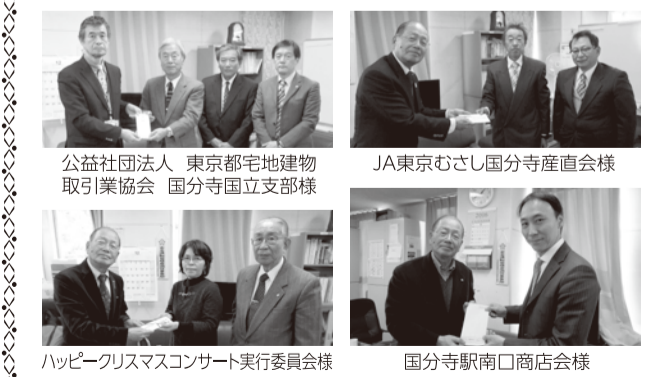 公益社団法人 東京都宅地建物
取引業協会 国分寺国立支部様
JA東京むさし国分寺産直会様
ハッピークリスマスコンサート実行委員会様
国分寺駅南口商店会様